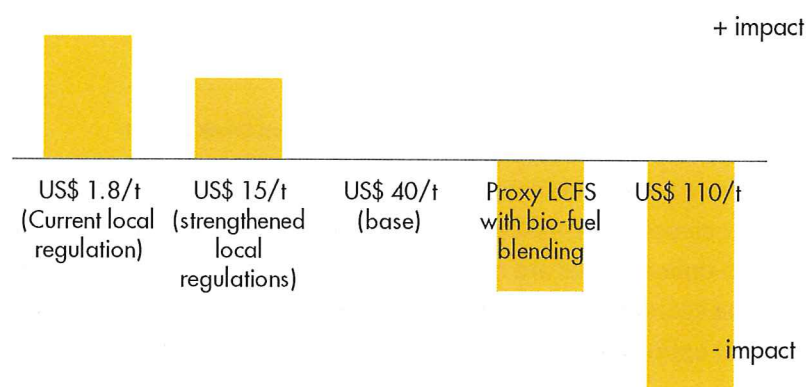 + impact
US$ 1.8/t
(Current local
regulation)
US$ 15/t
(strengthened
local
regulations)
US$ 40/t
(base)
Proxy LCFS
with bio-fuel
blending
US$ 110/t
- impact